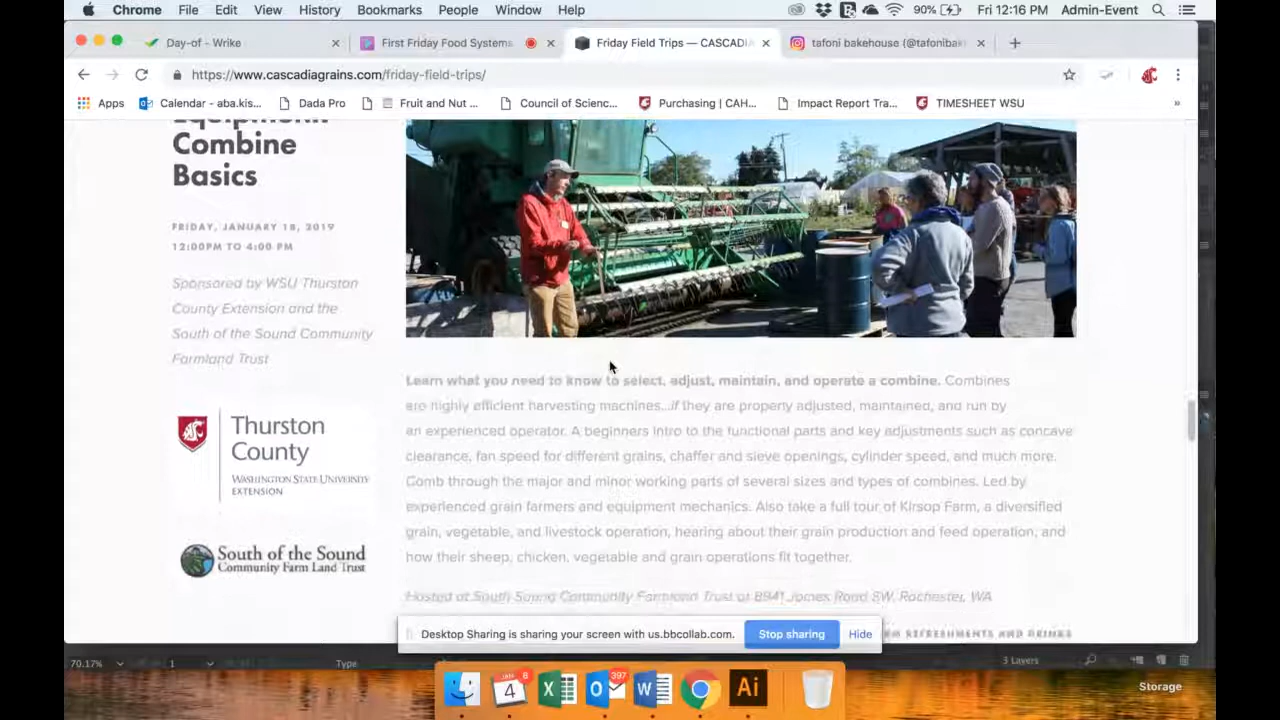 Chrome File Edit View History Bookmarks People Window Help 90% Fri 12:16 PM Admin-Event
Day-of - Wrike First Friday Food Systems Friday Field Trips — CASCADIA tafoni bakehouse (@tafonibak
https://www.cascadiagrains.com/friday-field-trips/
Apps Calendar - aba.kis... Dada Pro Fruit and Nut ... Council of Scienc... Purchasing | CAH... Impact Report Tra... TIMESHEET WSU »
Equipment:
Combine
Basics
FRIDAY, JANUARY 18, 2019
12:00PM TO 4:00 PM
Sponsored by WSU Thurston
County Extension and the
South of the Sound Community
Farmland Trust
Thurston
County
WASHINGTON STATE UNIVERSITY
EXTENSION
South of the Sound
Community Farm Land Trust
Learn what you need to know to select, adjust, maintain, and operate a combine. Combines
are highly efficient harvesting machines...if they are properly adjusted, maintained, and run by
an experienced operator. A beginners intro to the functional parts and key adjustments such as concave
clearance, fan speed for different grains, chaffer and sieve openings, cylinder speed, and much more.
Comb through the major and minor working parts of several sizes and types of combines. Led by
experienced grain farmers and equipment mechanics. Also take a full tour of Kirsop Farm, a diversified
grain, vegetable, and livestock operation, hearing about their grain production and feed operation, and
how their sheep, chicken, vegetable and grain operations fit together.
Hosted at South Sound Community Farmland Trust at 8941 James Road SW, Rochester, WA
REFRESHMENTS AND DRINKS
Desktop Sharing is sharing your screen with us.bbcollab.com. Stop sharing Hide
70.17% 1 Type 3 Layers
JAN 6
4 397 Ai
Storage